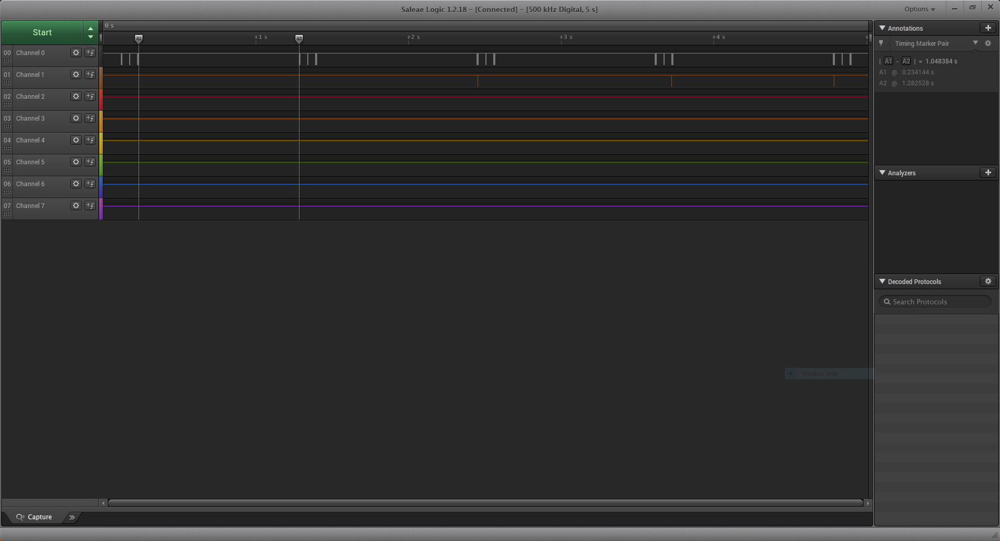 Saleae Logic 1.2.18 - [Connected] - [500 kHz Digital, 5 s]
Options
Start
0 s
+1 s
+2 s
+3 s
+4 s
+
A1
A2
00 Channel 0
01 Channel 1
02 Channel 2
03 Channel 3
04 Channel 4
05 Channel 5
06 Channel 6
07 Channel 7
Annotations
Timing Marker Pair
| A1 - A2 | = 1.048384 s
A1 @ 0.234144 s
A2 @ 1.282528 s
Analyzers
Decoded Protocols
Search Protocols
Window Snip
Capture